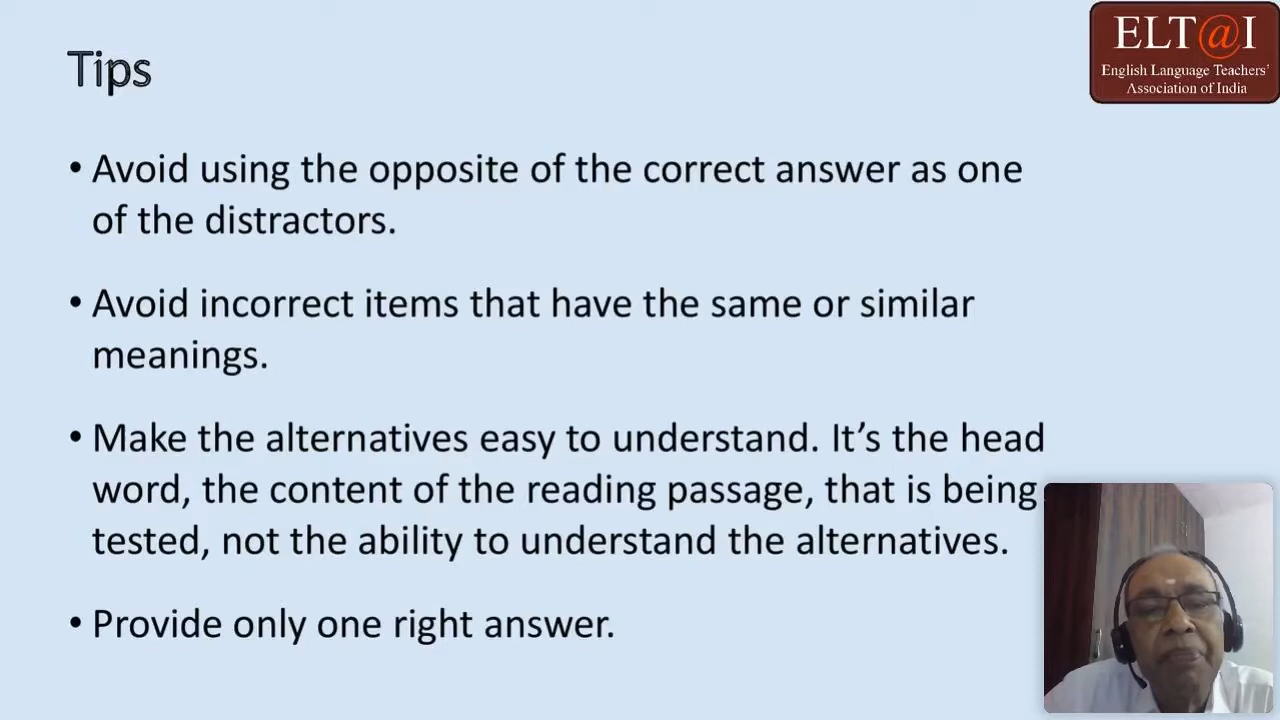 Tips
ELT@I
English Language Teachers'
Association of India
• Avoid using the opposite of the correct answer as one
of the distractors.
• Avoid incorrect items that have the same or similar
meanings.
• Make the alternatives easy to understand. It’s the head
word, the content of the reading passage, that is being
tested, not the ability to understand the alternatives.
• Provide only one right answer.